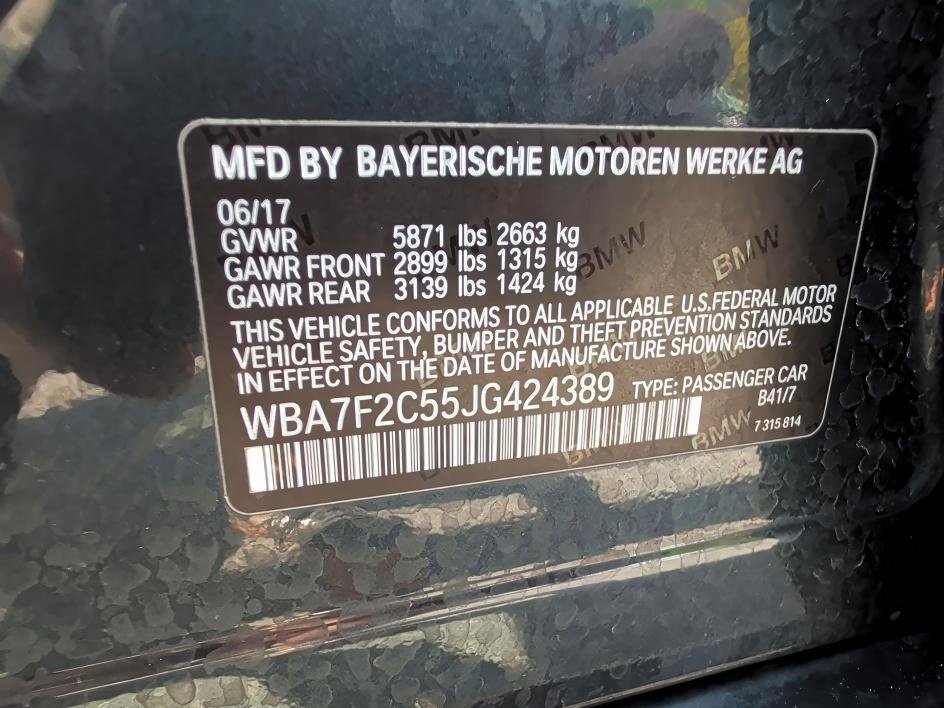 MFD BY BAYERISCHE MOTOREN WERKE AG
06/17
GVWR 5871 lbs 2663 kg
GAWR FRONT 2899 lbs 1315 kg
GAWR REAR 3139 lbs 1424 kg
THIS VEHICLE CONFORMS TO ALL APPLICABLE U.S.FEDERAL MOTOR
VEHICLE SAFETY, BUMPER AND THEFT PREVENTION STANDARDS
IN EFFECT ON THE DATE OF MANUFACTURE SHOWN ABOVE.
WBA7F2C55JG424389 TYPE: PASSENGER CAR
B41/7
7 315 814
BMW
BMW
BMW